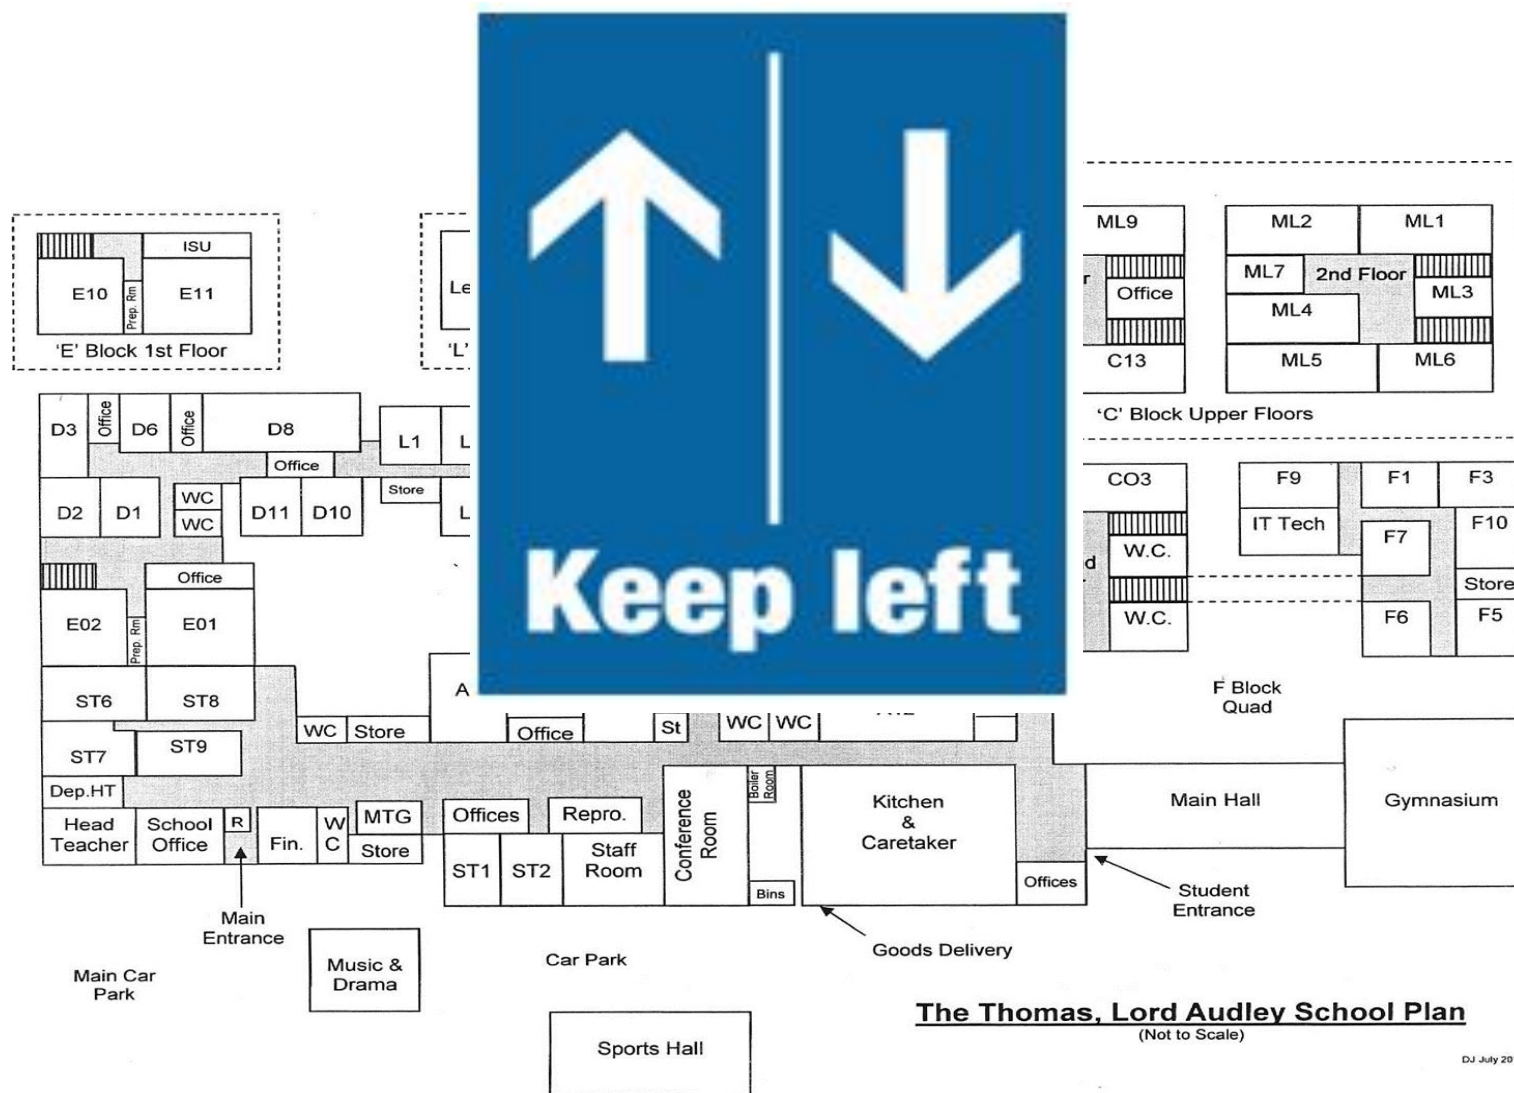 Keep left
ML9
ML2
ML1
ISU
E10
Prep. Rm
E11
ML7
2nd Floor
Office
ML3
ML4
'E' Block 1st Floor
C13
ML5
ML6
'C' Block Upper Floors
D3
Office
D6
Office
D8
L1
Office
Store
CO3
F9
F1
F3
D2
D1
WC
WC
D11
D10
IT Tech
F7
F10
W.C.
Office
Store
E02
Prep. Rm
E01
W.C.
F6
F5
ST6
ST8
F Block
Quad
WC
Store
Office
St
WC
WC
ST7
ST9
Dep.HT
Head
Teacher
School
Office
R
Fin.
WC
MTG
Store
Offices
Repro.
ST1
ST2
Staff
Room
Conference
Room
Boiler
Room
Bins
Kitchen
&
Caretaker
Offices
Main Hall
Gymnasium
Student
Entrance
Main
Entrance
Goods Delivery
Main Car
Park
Music &
Drama
Car Park
Sports Hall
The Thomas, Lord Audley School Plan
(Not to Scale)
DJ July 20